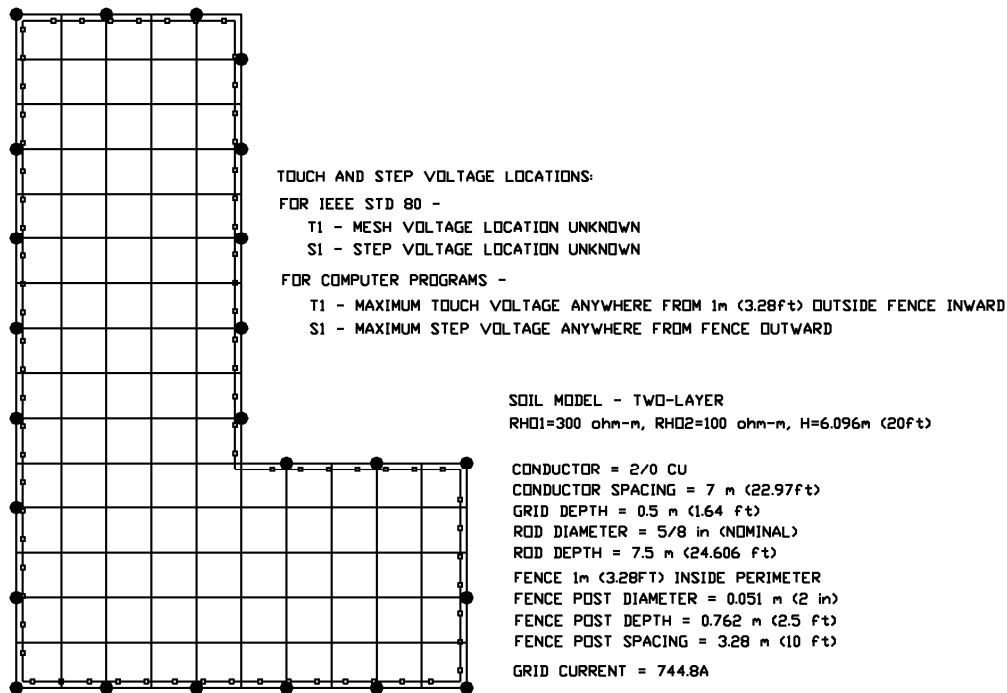 TOUCH AND STEP VOLTAGE LOCATIONS:
FOR IEEE STD 80 -
T1 - MESH VOLTAGE LOCATION UNKNOWN
S1 - STEP VOLTAGE LOCATION UNKNOWN
FOR COMPUTER PROGRAMS -
T1 - MAXIMUM TOUCH VOLTAGE ANYWHERE FROM 1m (3.28ft) OUTSIDE FENCE INWARD
S1 - MAXIMUM STEP VOLTAGE ANYWHERE FROM FENCE OUTWARD
SOIL MODEL - TWO-LAYER
RHO1=300 ohm-m, RHO2=100 ohm-m, H=6.096m (20ft)
CONDUCTOR = 2/0 CU
CONDUCTOR SPACING = 7 m (22.97ft)
GRID DEPTH = 0.5 m (1.64 ft)
ROD DIAMETER = 5/8 in (NOMINAL)
ROD DEPTH = 7.5 m (24.606 ft)
FENCE 1m (3.28FT) INSIDE PERIMETER
FENCE POST DIAMETER = 0.051 m (2 in)
FENCE POST DEPTH = 0.762 m (2.5 ft)
FENCE POST SPACING = 3.28 m (10 ft)
GRID CURRENT = 744.8A